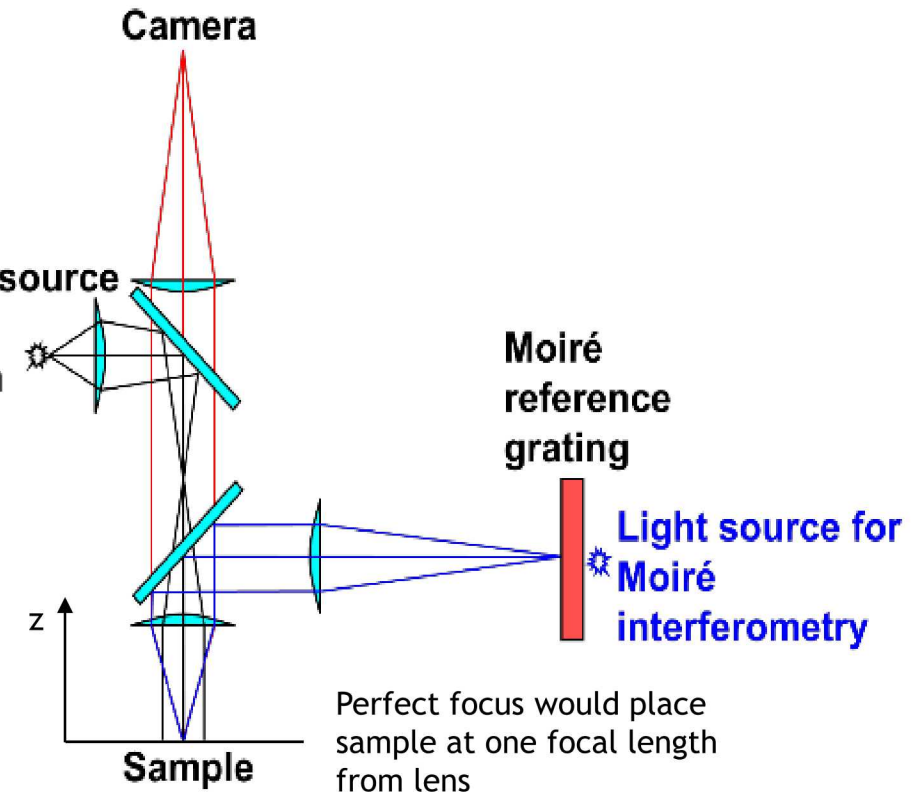 Camera
source
Moiré
reference
grating
Light source for
Moiré
interferometry
z
Perfect focus would place
sample at one focal length
from lens
Sample